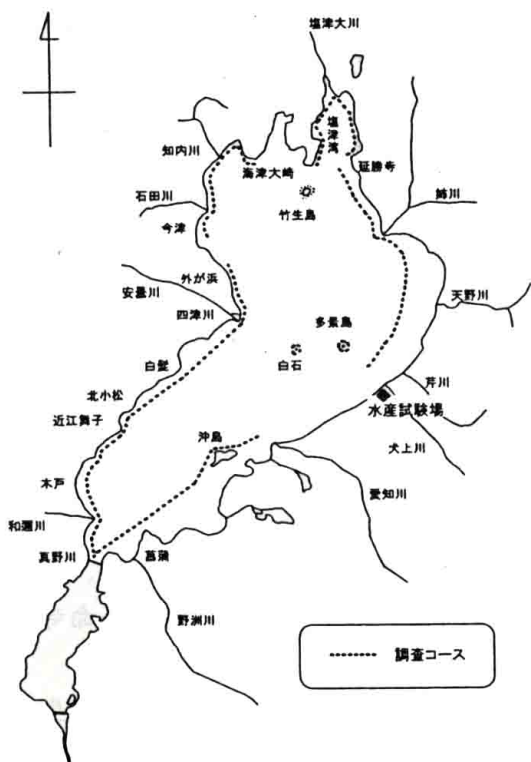 塩津大川
塩津湾
知内川
海津大崎
延勝寺
石田川
竹生島
姉川
今津
外が浜
安曇川
天野川
四津川
多景島
白髭
白石
芹川
北小松
水産試験場
近江舞子
沖島
犬上川
木戸
愛知川
和邇川
真野川
菖蒲
野洲川
調査コース